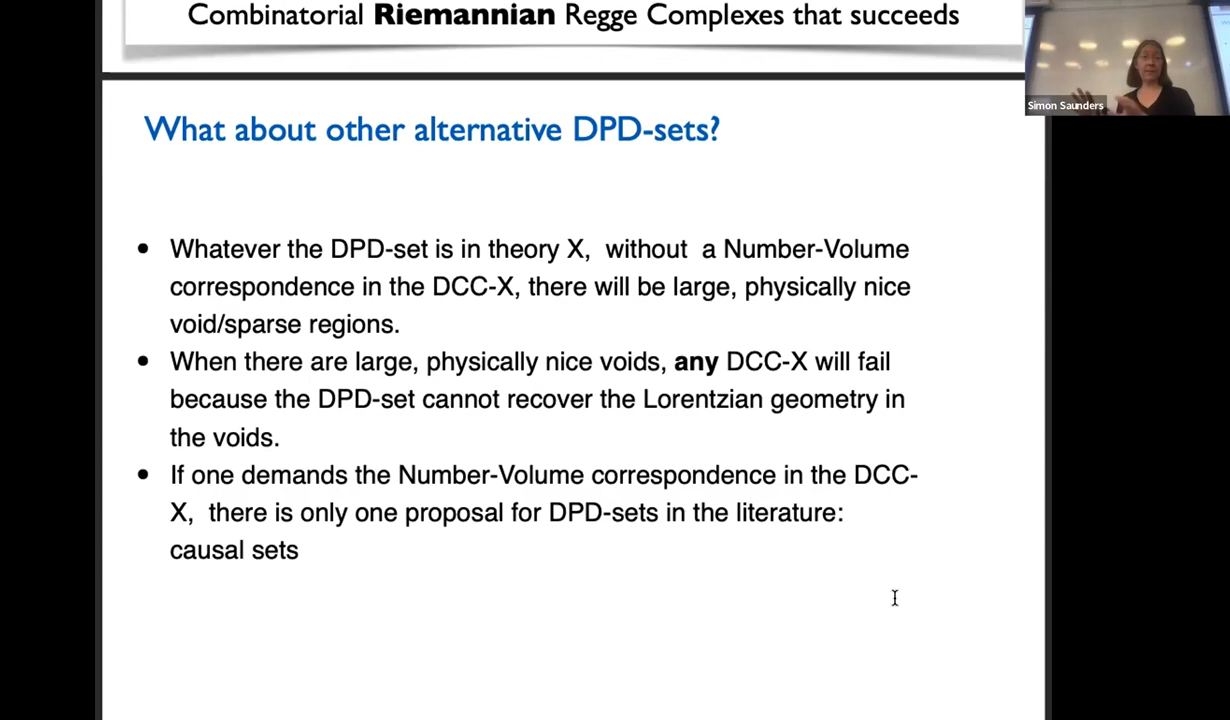 Combinatorial Riemannian Regge Complexes that succeeds
Simon Saunders
What about other alternative DPD-sets?
• Whatever the DPD-set is in theory X, without a Number-Volume
correspondence in the DCC-X, there will be large, physically nice
void/sparse regions.
• When there are large, physically nice voids, any DCC-X will fail
because the DPD-set cannot recover the Lorentzian geometry in
the voids.
• If one demands the Number-Volume correspondence in the DCC-
X, there is only one proposal for DPD-sets in the literature:
causal sets